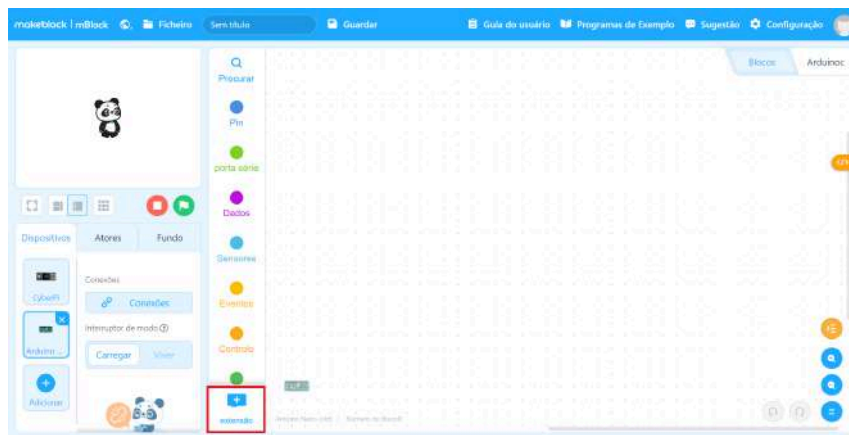 makeblock | mBlock
Ficheiro
Sem título
Guardar
Guia do usuário
Programas de Exemplo
Sugestão
Configuração
Procurar
Pin
porta série
Dados
Sensores
Eventos
Controlo
extensão
Blocos
Arduinoc
Dispositivos
Atores
Fundo
CyberPi
Arduino ...
Adicionar
Conexões
Conexões
Interruptor de modo
Carregar
Viver